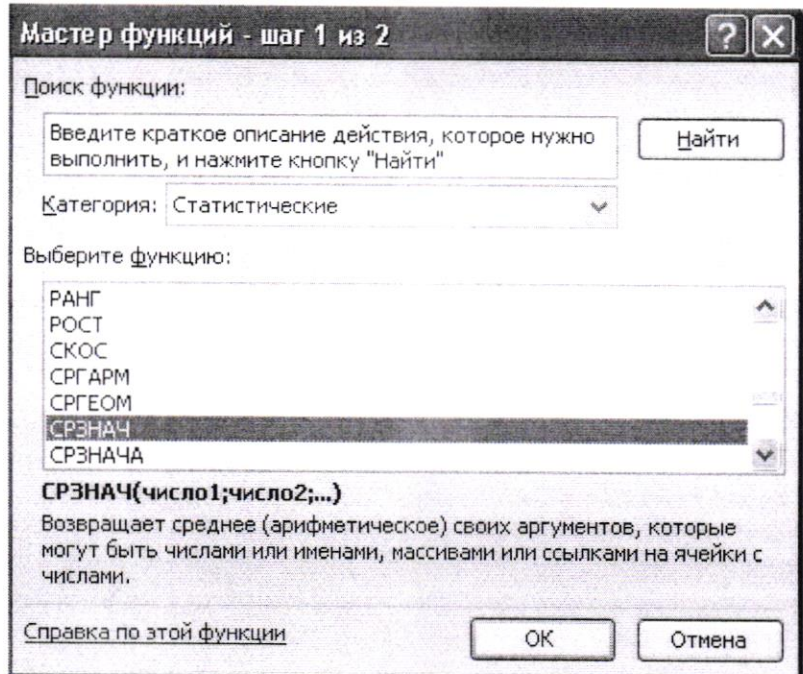 Мастер функций - шаг 1 из 2
Поиск функции:
Введите краткое описание действия, которое нужно
выполнить, и нажмите кнопку "Найти"
Найти
Категория: Статистические
Выберите функцию:
РАНГ
РОСТ
СКОС
СРГАРМ
СРГЕОМ
СРЗНАЧ
СРЗНАЧА
СРЗНАЧ(число1;число2;...)
Возвращает среднее (арифметическое) своих аргументов, которые
могут быть числами или именами, массивами или ссылками на ячейки с
числами.
Справка по этой функции
ОК
Отмена